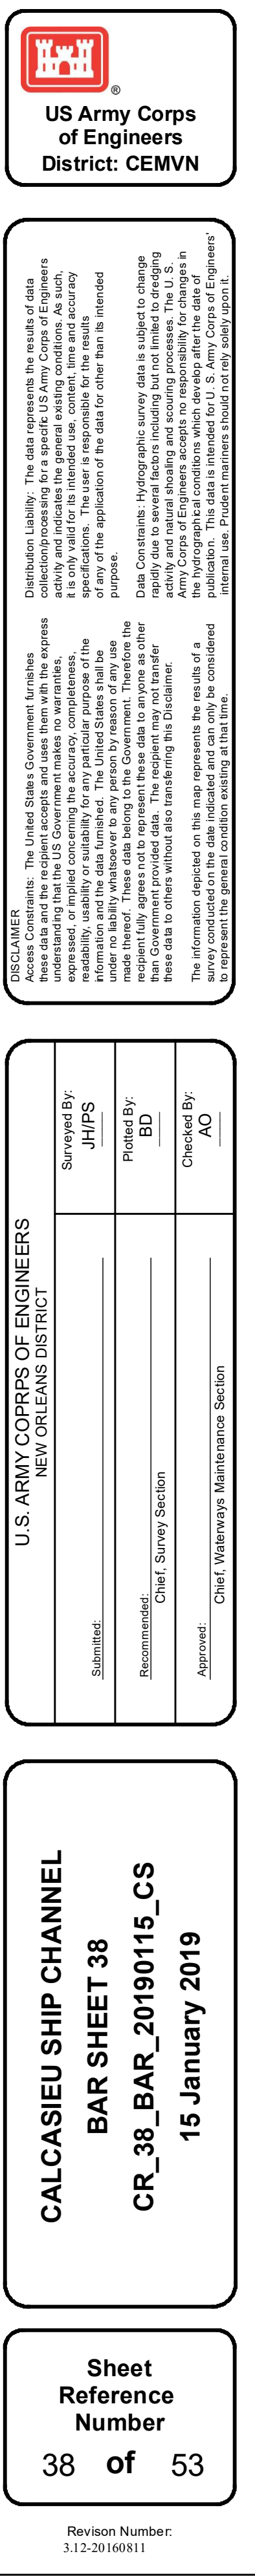 ®
US Army Corps
of Engineers
District: CEMVN
DISCLAIMER
Access Constraints: The United States Government furnishes
these data and the recipient accepts and uses them with the express
understanding that the US Government makes no warranties,
expressed, or implied concerning the accuracy, completeness,
readability, usability or suitability for any particular purpose of the
information and the data furnished. The United States shall be
under no liability whatsoever to any person by reason of any use
made thereof. These data belong to the Government. Therefore the
recipient fully agrees not to represent these data to anyone as other
than Government provided data. The recipient may not transfer
these data to others without also transferring this Disclaimer.
The information depicted on this map represents the results of a
survey conducted on the date indicated and can only be considered
to represent the general condition existing at that time.
Distribution Liability: The data represents the results of data
collection/processing for a specific US Army Corps of Engineers
activity and indicates the general existing conditions. As such,
it is only valid for its intended use, content, time and accuracy
specifications. The user is responsible for the results
of any of the application of the data for other than its intended
purpose.
Data Constraints: Hydrographic survey data is subject to change
rapidly due to several factors including but not limited to dredging
activity and natural shoaling and scouring processes. The U. S.
Army Corps of Engineers accepts no responsibility for changes in
the hydrographical conditions which develop after the date of
publication. This data is intended for U. S. Army Corps of Engineers'
internal use. Prudent mariners should not rely solely upon it.
U.S. ARMY COPRPS OF ENGINEERS
NEW ORLEANS DISTRICT
Submitted:
Surveyed By:
JH/PS
Recommended:
Chief, Survey Section
Plotted By:
BD
Approved:
Chief, Waterways Maintenance Section
Checked By:
AO
CALCASIEU SHIP CHANNEL
BAR SHEET 38
CR_38_BAR_20190115_CS
15 January 2019
Sheet
Reference
Number
38 of 53
Revison Number:
3.12-20160811